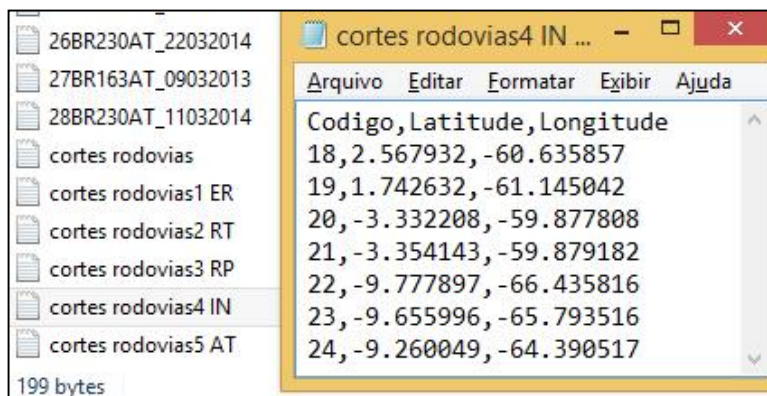 26BR230AT_22032014
27BR163AT_09032013
28BR230AT_11032014
cortes rodovias
cortes rodovias1 ER
cortes rodovias2 RT
cortes rodovias3 RP
cortes rodovias4 IN
cortes rodovias5 AT
199 bytes
cortes rodovias4 IN ...
Arquivo Editar Formatar Exibir Ajuda
Codigo,Latitude,Longitude
18,2.567932,-60.635857
19,1.742632,-61.145042
20,-3.332208,-59.877808
21,-3.354143,-59.879182
22,-9.777897,-66.435816
23,-9.655996,-65.793516
24,-9.260049,-64.390517